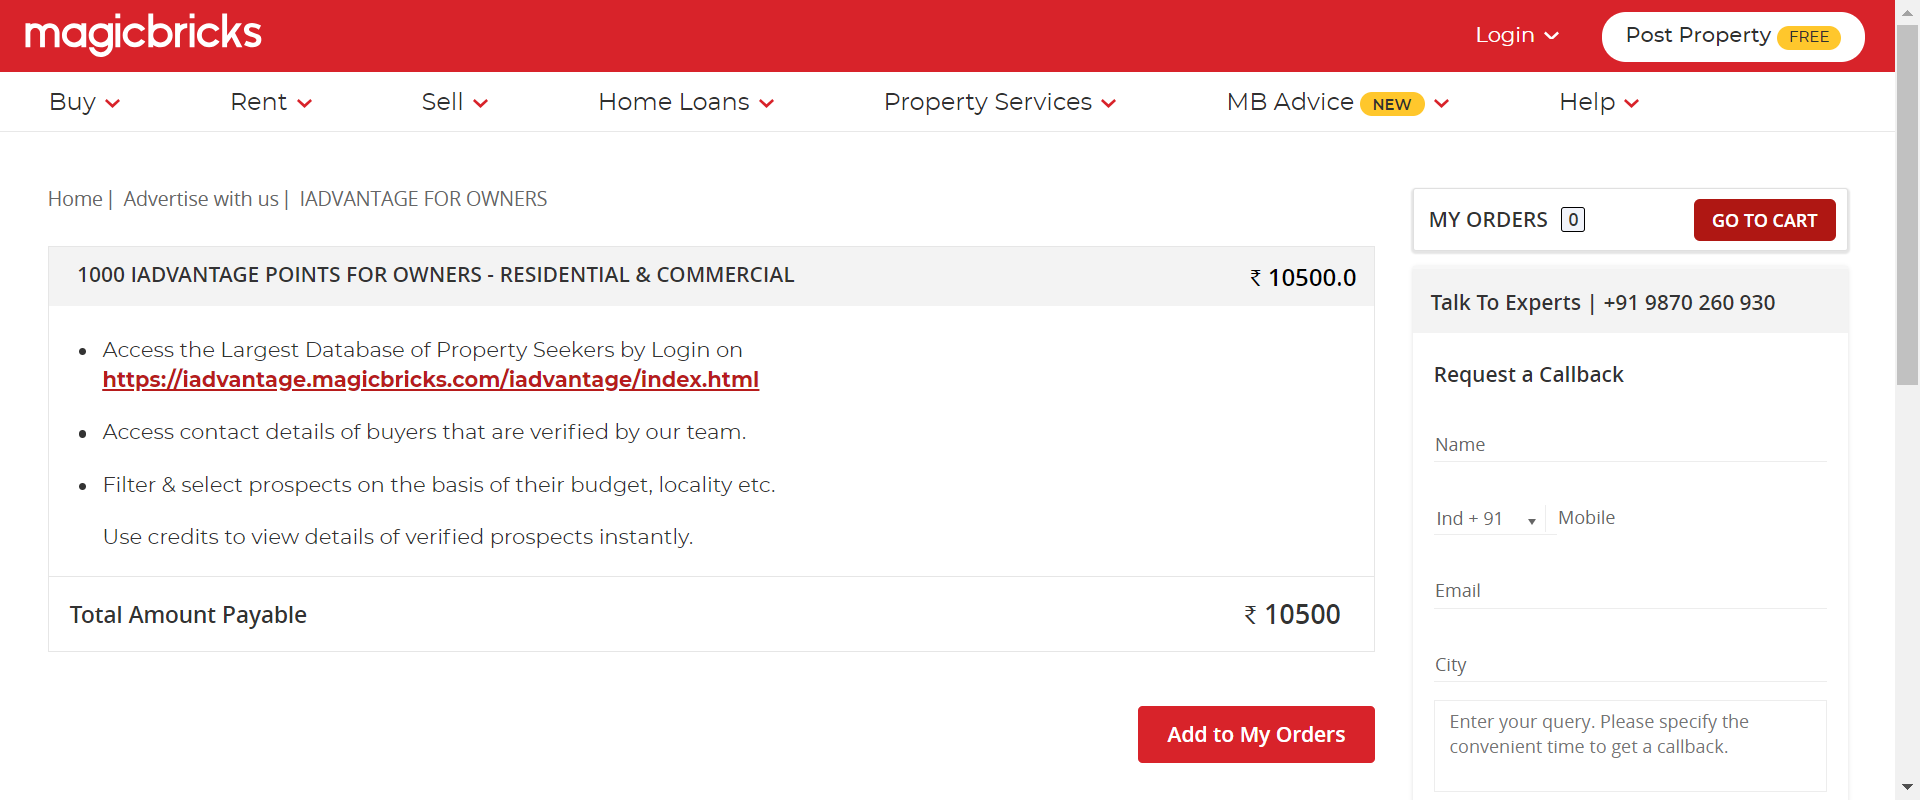 magicbricks
Login
Post Property FREE
Buy
Rent
Sell
Home Loans
Property Services
MB Advice NEW
Help
Home | Advertise with us | IADVANTAGE FOR OWNERS
1000 IADVANTAGE POINTS FOR OWNERS - RESIDENTIAL & COMMERCIAL
₹ 10500.0
• Access the Largest Database of Property Seekers by Login on
https://iadvantage.magicbricks.com/iadvantage/index.html
• Access contact details of buyers that are verified by our team.
• Filter & select prospects on the basis of their budget, locality etc.
Use credits to view details of verified prospects instantly.
Total Amount Payable
₹ 10500
Add to My Orders
MY ORDERS 0
GO TO CART
Talk To Experts | +91 9870 260 930
Request a Callback
Name
Ind + 91
Mobile
Email
City
Enter your query. Please specify the
convenient time to get a callback.